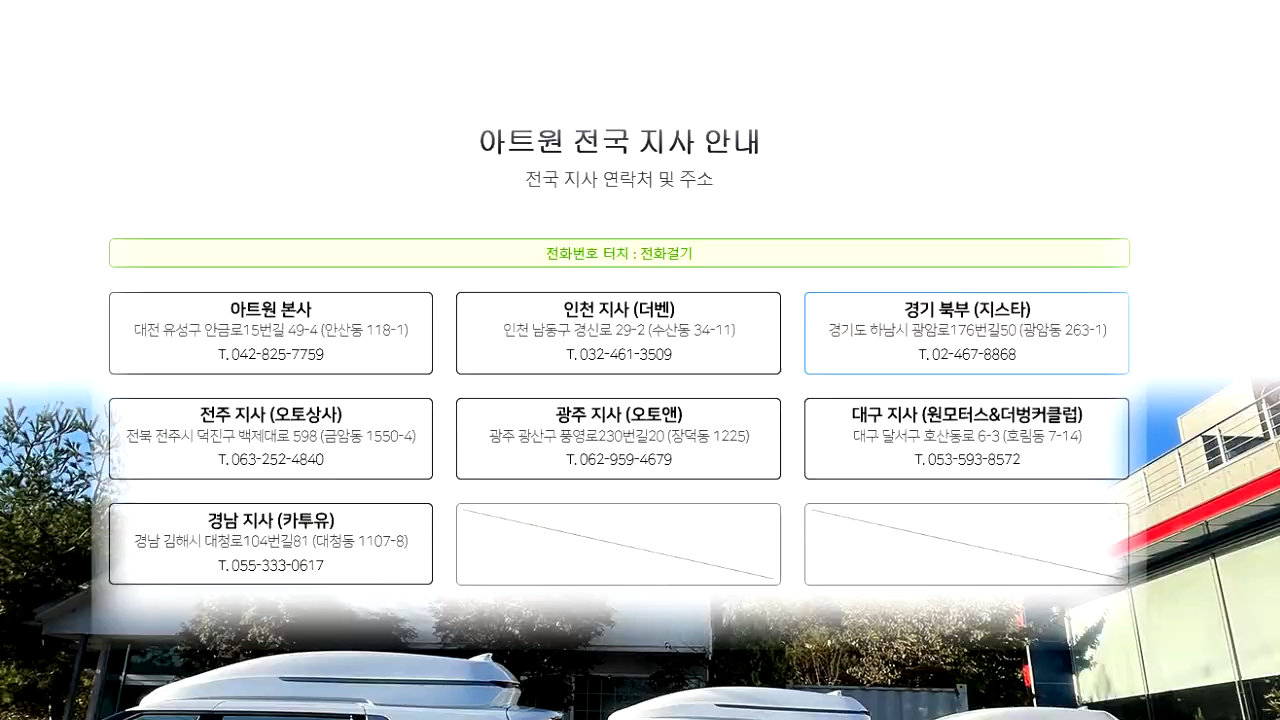 아트원 전국 지사 안내
전국 지사 연락처 및 주소
전화번호 터치 : 전화걸기
아트원 본사
대전 유성구 안금로15번길 49-4 (안산동 118-1)
T. 042-825-7759
인천 지사 (더벤)
인천 남동구 경신로 29-2 (수산동 34-11)
T. 032-461-3509
경기 북부 (지스타)
경기도 하남시 광암로176번길50 (광암동 263-1)
T. 02-467-8868
전주 지사 (오토상사)
전북 전주시 덕진구 백제대로 598 (금암동 1550-4)
T. 063-252-4840
광주 지사 (오토앤)
광주 광산구 풍영로230번길20 (장덕동 1225)
T. 062-959-4679
대구 지사 (원모터스&더벙커클럽)
대구 달서구 호산동로 6-3 (호림동 7-14)
T. 053-593-8572
경남 지사 (카투유)
경남 김해시 대청로104번길81 (대청동 1107-8)
T. 055-333-0617